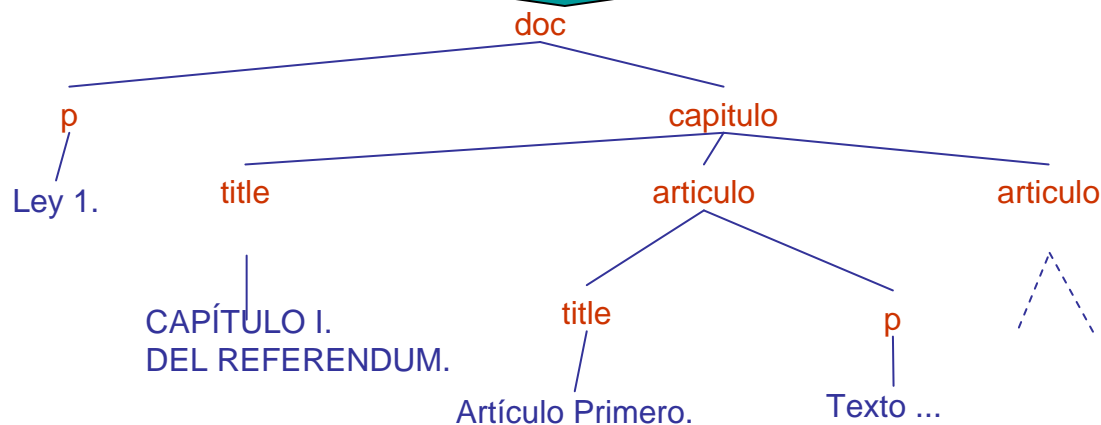 doc
p
capitulo
Ley 1.
title
articulo
articulo
CAPÍTULO I.
DEL REFERENDUM.
title
p
Artículo Primero.
Texto ...